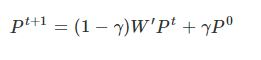 P^{t+1} = (1 − γ)W′P^t + γP^0